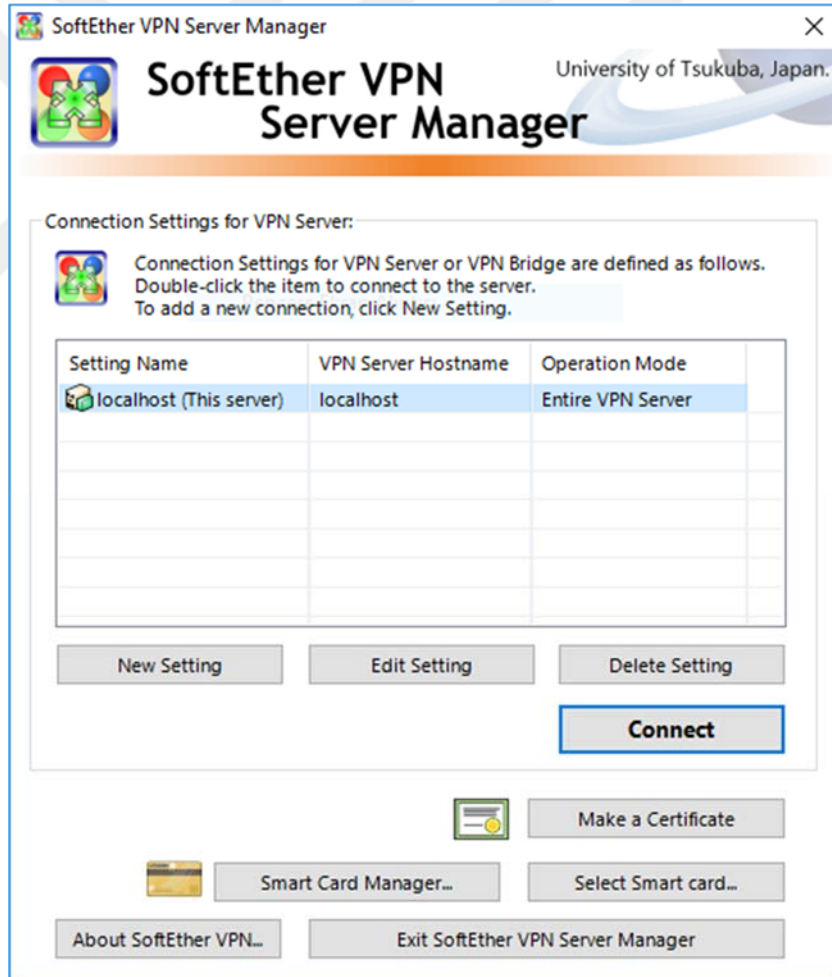 SoftEther VPN Server Manager
SoftEther VPN
Server Manager
University of Tsukuba, Japan.
Connection Settings for VPN Server:
Connection Settings for VPN Server or VPN Bridge are defined as follows.
Double-click the item to connect to the server.
To add a new connection, click New Setting.
Setting Name VPN Server Hostname Operation Mode
localhost (This server) localhost Entire VPN Server
New Setting Edit Setting Delete Setting
Connect
Make a Certificate
Smart Card Manager... Select Smart card...
About SoftEther VPN... Exit SoftEther VPN Server Manager